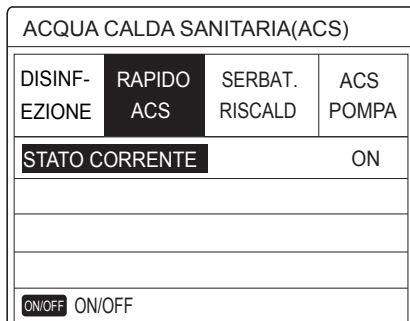 ACQUA CALDA SANITARIA(ACS)
DISINF- RAPIDO SERBAT. ACS
EZIONE ACS RISCALD POMPA
STATO CORRENTE ON
ON/OFF ON/OFF